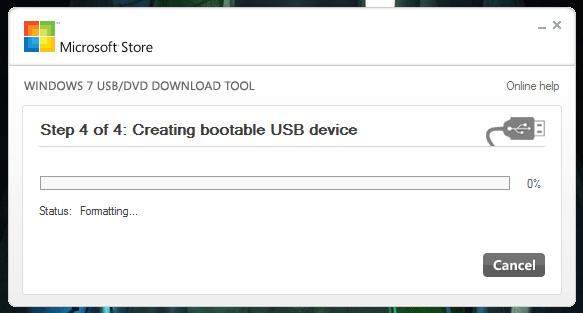 Microsoft Store
WINDOWS 7 USB/DVD DOWNLOAD TOOL
Online help
Step 4 of 4: Creating bootable USB device
0%
Status: Formatting...
Cancel